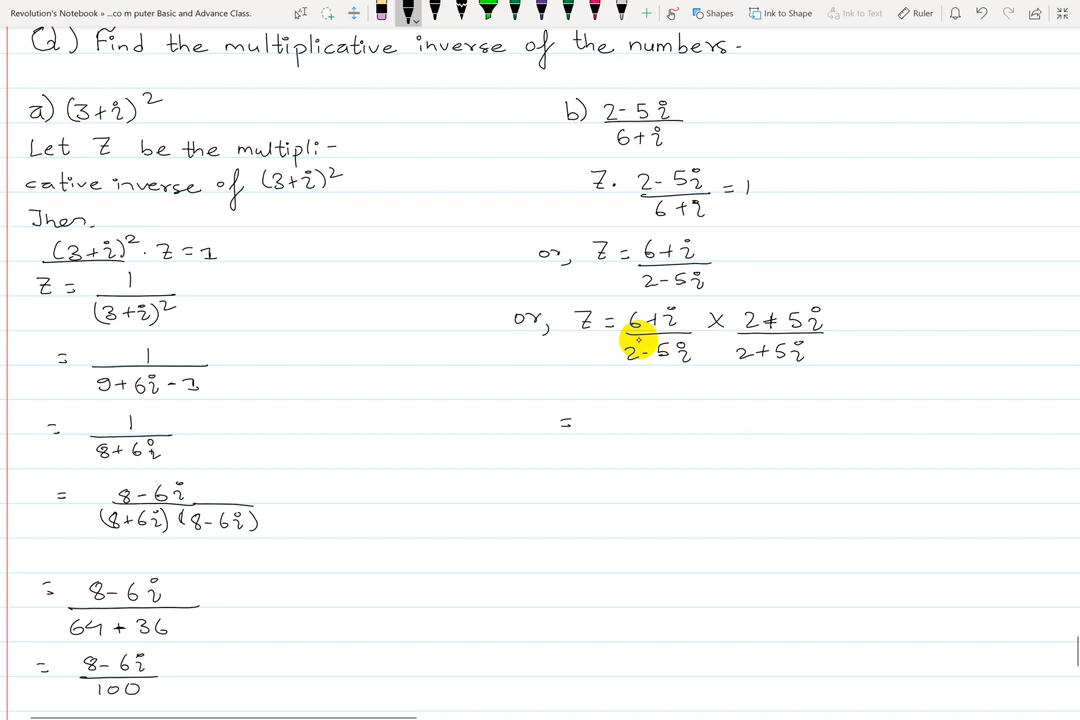 Revolution's Notebook » ...co m puter Basic and Advance Class.
Shapes
Ink to Shape
Ink to Text
Ruler
(d) Find the multiplicative inverse of the numbers.
a) (3+i)²
Let Z be the multipli-
cative inverse of (3+i)²
Then,
(3+i)² . Z = 1
Z = 1/(3+i)²
= 1/(9+6i-1)
= 1/(8+6i)
= (8-6i)/((8+6i)(8-6i))
= (8-6i)/(64+36)
= (8-6i)/100
b) (2-5i)/(6+i)
Z. (2-5i)/(6+i) = 1
or, Z = (6+i)/(2-5i)
or, Z = (6+i)/(2-5i) × (2+5i)/(2+5i)
=